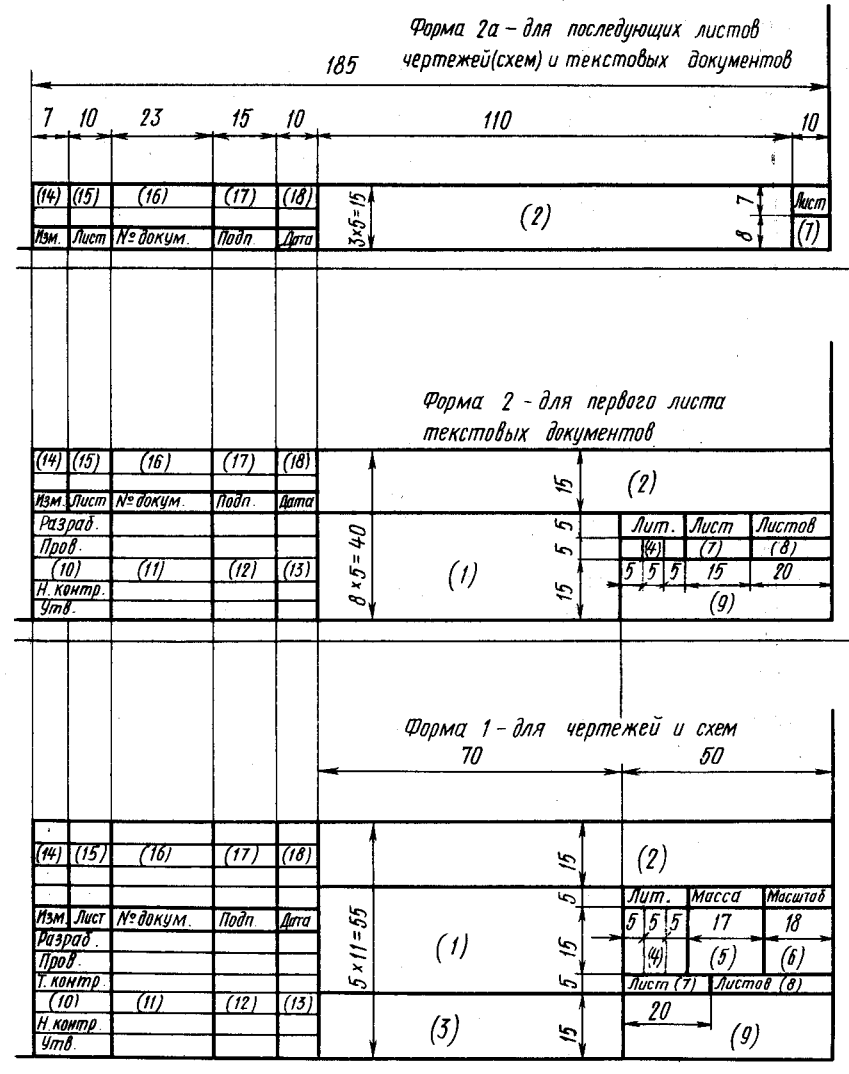 Форма 2а – для последующих листов
чертежей(схем) и текстовых документов
185
7 10 23 15 10 110 10
(14) (15) (16) (17) (18) 3×5=15 (2) 7 Лист
Изм. Лист № докум. Подп. Дата 8 (7)
Форма 2 – для первого листа
текстовых документов
(14) (15) (16) (17) (18) 15 (2)
Изм. Лист № докум. Подп. Дата
Разраб. 8×5=40 5 Лит. Лист Листов
Пров. 5 (4) (7) (8)
(10) (11) (12) (13) (1) 15 5 5 5 15 20
Н. контр. (9)
Утв.
Форма 1 – для чертежей и схем
70 50
(14) (15) (16) (17) (18) 15 (2)
5 Лит. Масса Масштаб
Изм. Лист № докум. Подп. Дата 5×11=55 5 5 5 17 18
Разраб. (1) 15 (4) (5) (6)
Пров.
Т. контр. 5 Лист (7) Листов (8)
(10) (11) (12) (13) 20
Н. контр. (3) 15 (9)
Утв.